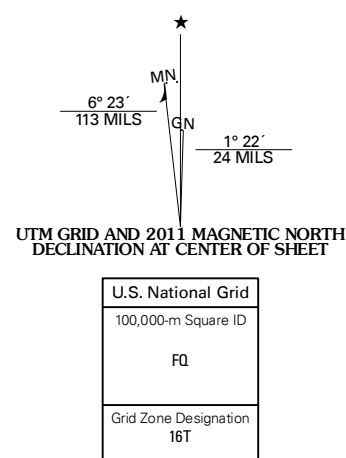 ★
MN
6° 23´
113 MILS
GN
1° 22´
24 MILS
UTM GRID AND 2011 MAGNETIC NORTH
DECLINATION AT CENTER OF SHEET
U.S. National Grid
100,000-m Square ID
FQ
Grid Zone Designation
16T